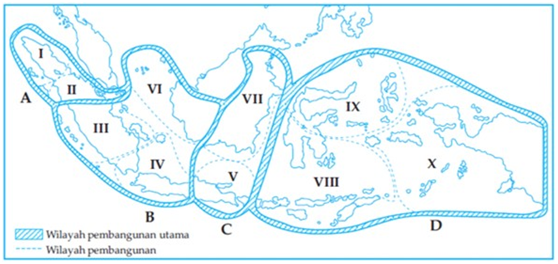 I
II
A
III
VI
IV
B
VII
V
C
IX
VIII
X
D
Wilayah pembangunan utama
Wilayah pembangunan